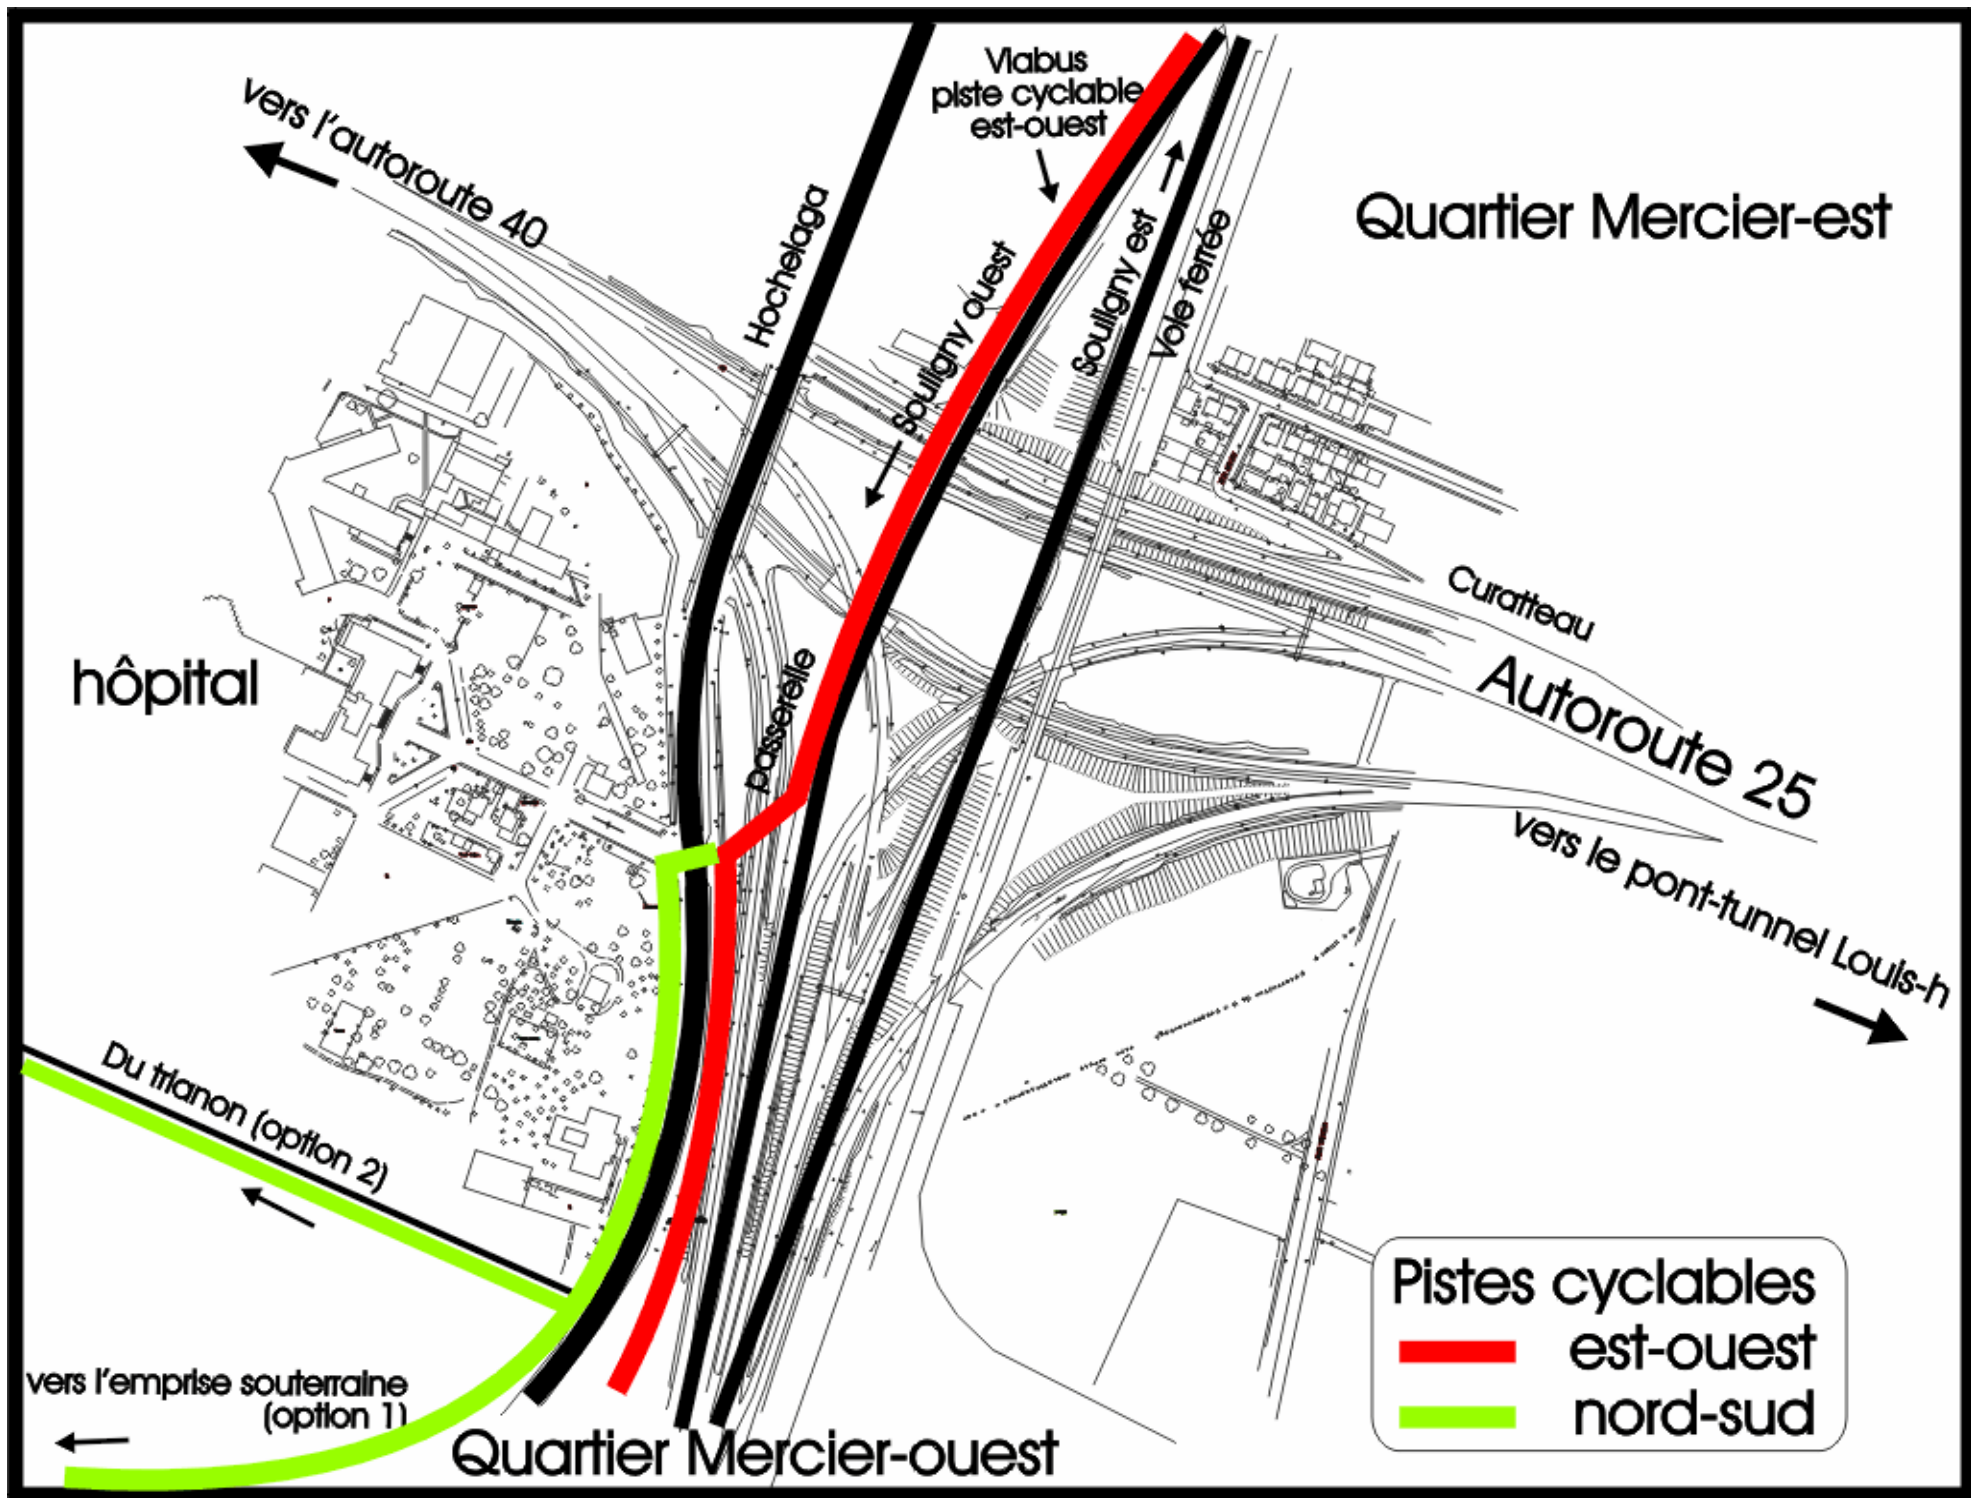 Viabus
piste cyclable
est-ouest
vers l'autoroute 40
Quartier Mercier-est
Hochelaga
Souligny ouest
Souligny est
Voie ferrée
Curatteau
hôpital
passerelle
Autoroute 25
vers le pont-tunnel Louis-h
Du trianon (option 2)
vers l'emprise souterraine
(option 1)
Quartier Mercier-ouest
Pistes cyclables
est-ouest
nord-sud